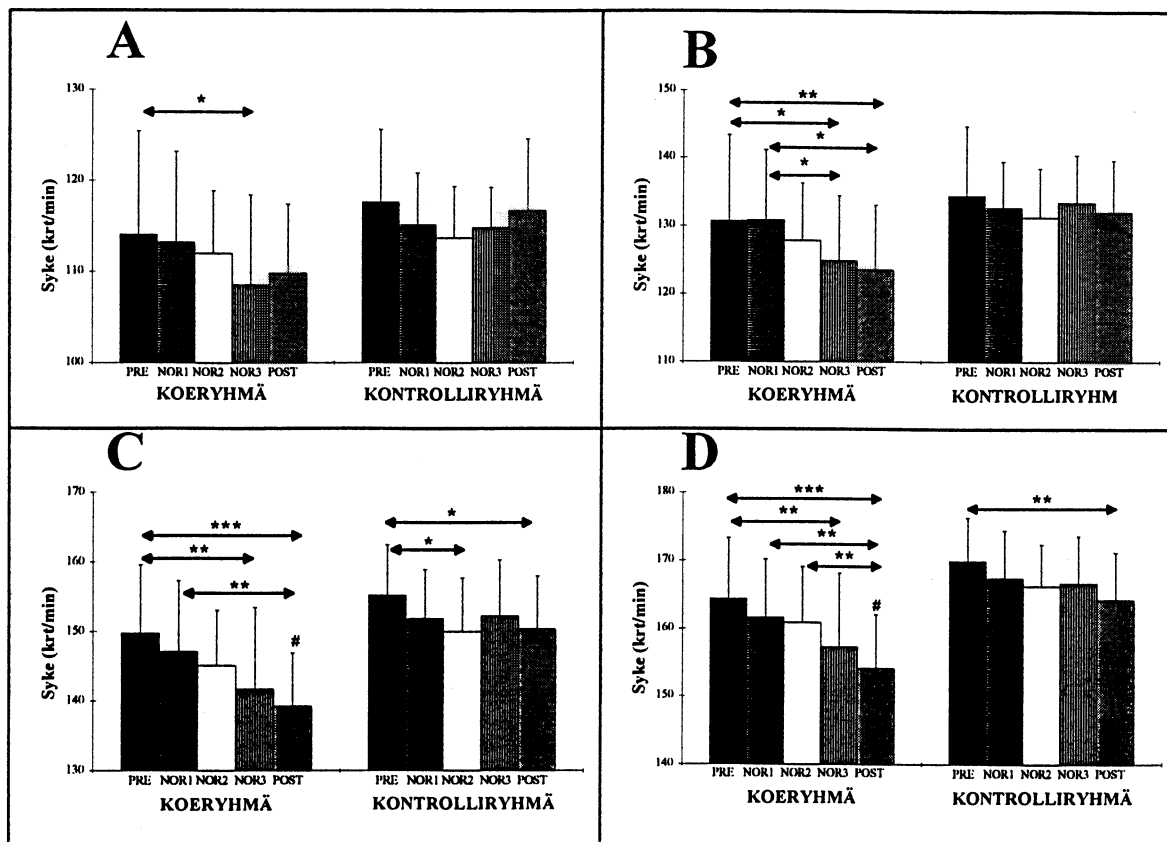 A
130
120
110
100
Syke (krt/min)
*
PRE NOR1 NOR2 NOR3 POST PRE NOR1 NOR2 NOR3 POST
KOERYHMÄ KONTROLLIRYHMÄ
B
150
140
130
120
110
Syke (krt/min)
**
*
*
*
PRE NOR1 NOR2 NOR3 POST PRE NOR1 NOR2 NOR3 POST
KOERYHMÄ KONTROLLIRYHM
C
170
160
150
140
130
Syke (krt/min)
***
**
**
#
*
*
PRE NOR1 NOR2 NOR3 POST PRE NOR1 NOR2 NOR3 POST
KOERYHMÄ KONTROLLIRYHMÄ
D
180
170
160
150
140
Syke (krt/min)
***
**
**
**
#
**
PRE NOR1 NOR2 NOR3 POST PRE NOR1 NOR2 NOR3 POST
KOERYHMÄ KONTROLLIRYHMÄ